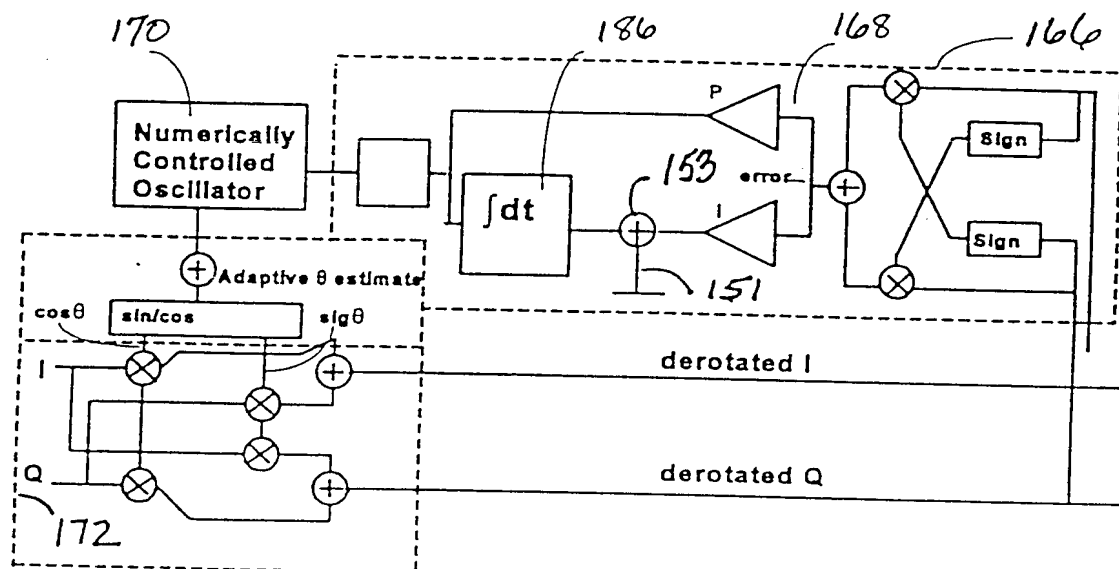 170
186
168
166
P
Numerically
Controlled
Oscillator
Sign
∫dt
153
error
I
Sign
Adaptive θ estimate
151
cosθ
sin/cos
sigθ
I
derotated I
Q
derotated Q
172